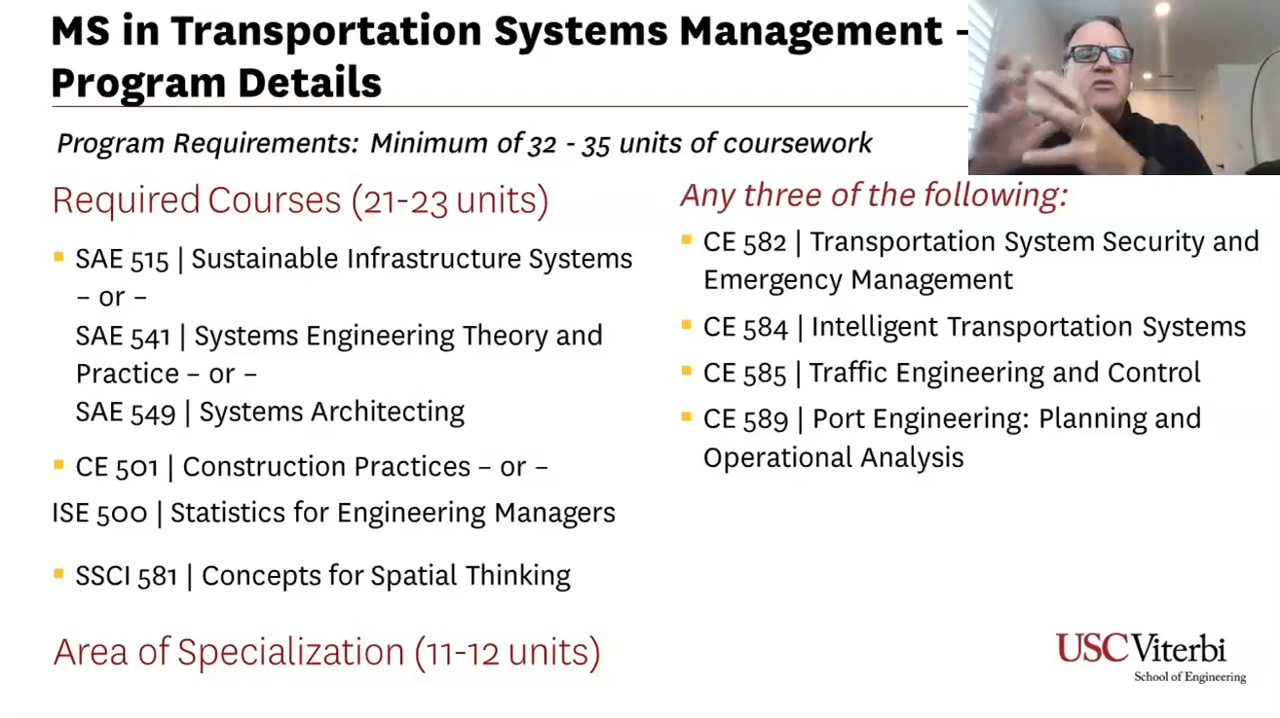 MS in Transportation Systems Management -
Program Details
Program Requirements: Minimum of 32 - 35 units of coursework
Required Courses (21-23 units)
SAE 515 | Sustainable Infrastructure Systems
– or –
SAE 541 | Systems Engineering Theory and
Practice – or –
SAE 549 | Systems Architecting
CE 501 | Construction Practices – or –
ISE 500 | Statistics for Engineering Managers
SSCI 581 | Concepts for Spatial Thinking
Area of Specialization (11-12 units)
Any three of the following:
CE 582 | Transportation System Security and
Emergency Management
CE 584 | Intelligent Transportation Systems
CE 585 | Traffic Engineering and Control
CE 589 | Port Engineering: Planning and
Operational Analysis
USC Viterbi
School of Engineering